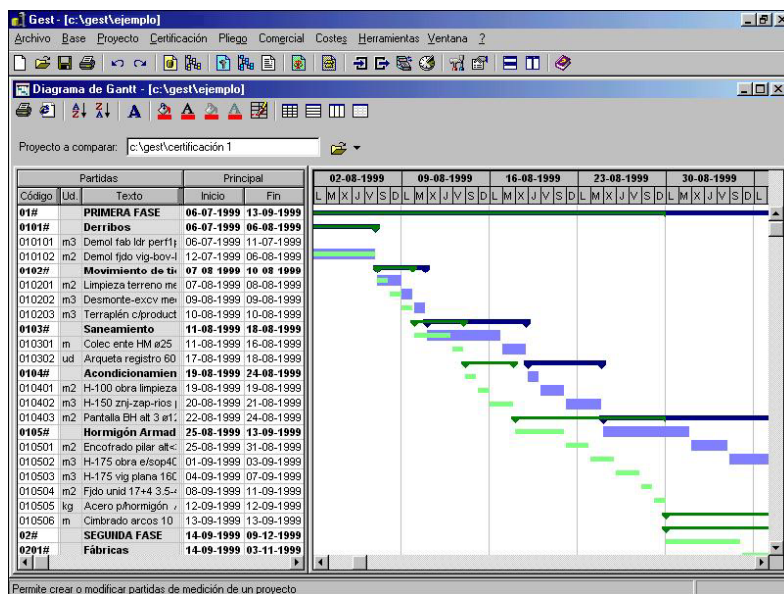 Gest - [c:\gest\ejemplo]
Archivo Base Proyecto Certificación Pliego Comercial Costes Herramientas Ventana ?
Diagrama de Gantt - [c:\gest\ejemplo]
Proyecto a comparar: c:\gest\certificación 1
Partidas Principal 02-08-1999 09-08-1999 16-08-1999 23-08-1999 30-08-1999
Código Ud. Texto Inicio Fin L M X J V S D L M X J V S D L M X J V S D L M X J V S D L M X J V S D L
01# PRIMERA FASE 06-07-1999 13-09-1999
0101# Derribos 06-07-1999 06-08-1999
010101 m3 Demol fab ldr perf1 06-07-1999 11-07-1999
010102 m2 Demol fjdo vig-bov- 12-07-1999 06-08-1999
0102# Movimiento de tie 07-08-1999 10-08-1999
010201 m2 Limpieza terreno me 07-08-1999 08-08-1999
010202 m3 Desmonte-excv me 09-08-1999 09-08-1999
010203 m3 Terraplén c/product 10-08-1999 10-08-1999
0103# Saneamiento 11-08-1999 18-08-1999
010301 m Colec ente HM ø25 11-08-1999 16-08-1999
010302 ud Arqueta registro 60 17-08-1999 18-08-1999
0104# Acondicionamien 19-08-1999 24-08-1999
010401 m2 H-100 obra limpieza 19-08-1999 19-08-1999
010402 m3 H-150 znj-zap-rios 20-08-1999 21-08-1999
010403 m2 Pantalla BH alt 3 ø12 22-08-1999 24-08-1999
0105# Hormigón Armad 25-08-1999 13-09-1999
010501 m2 Encofrado pilar alt< 25-08-1999 31-08-1999
010502 m3 H-175 obra e/sop40 01-09-1999 03-09-1999
010503 m3 H-175 vig plana 160 04-09-1999 07-09-1999
010504 m2 Fjdo unid 17+4 3.5- 08-09-1999 11-09-1999
010505 kg Acero p/hormigón 12-09-1999 12-09-1999
010506 m Cimbrado arcos 10 13-09-1999 13-09-1999
02# SEGUNDA FASE 14-09-1999 09-12-1999
0201# Fábricas 14-09-1999 03-11-1999
Permite crear o modificar partidas de medición de un proyecto